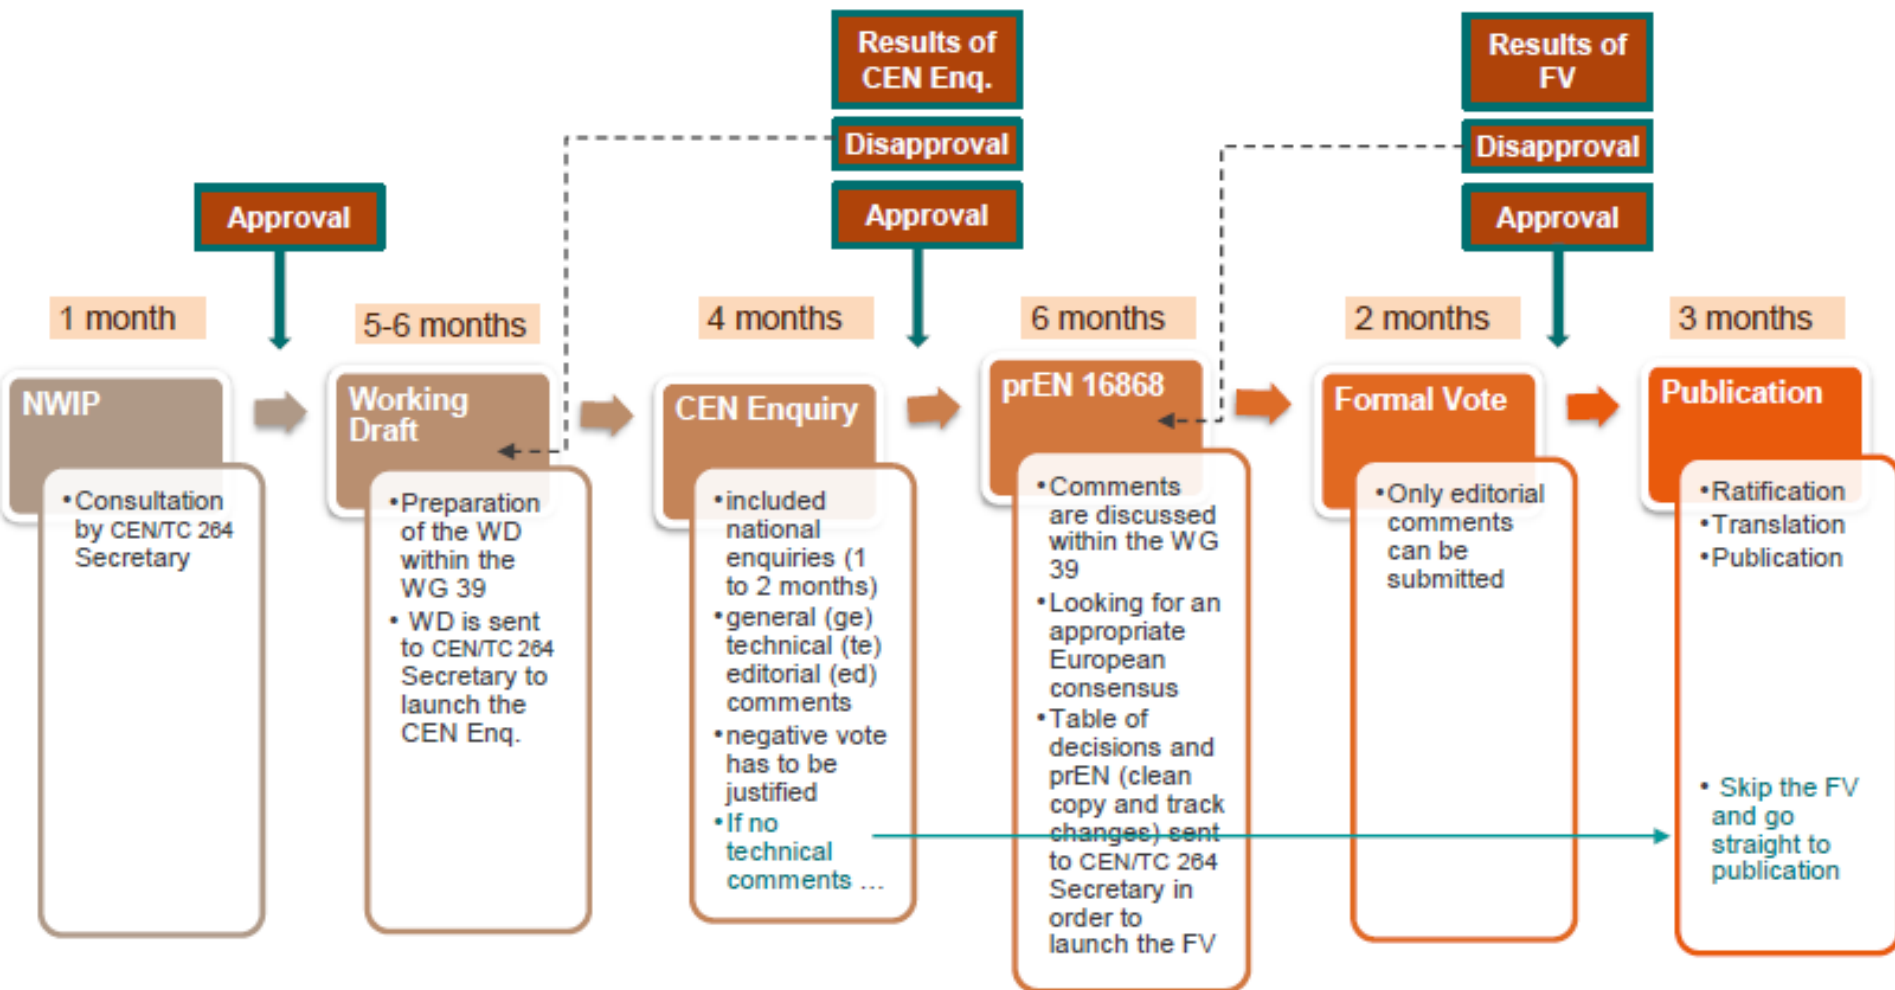 Results of
CEN Enq.
Disapproval
Approval
Results of
FV
Disapproval
Approval
Approval
1 month
5-6 months
4 months
6 months
2 months
3 months
NWIP
•Consultation
by CEN/TC 264
Secretary
Working
Draft
•Preparation
of the WD
within the
WG 39
• WD is sent
to CEN/TC 264
Secretary to
launch the
CEN Enq.
CEN Enquiry
•included
national
enquiries (1
to 2 months)
•general (ge)
technical (te)
editorial (ed)
comments
•negative vote
has to be
justified
•If no
technical
comments ...
prEN 16868
•Comments
are discussed
within the WG
39
•Looking for an
appropriate
European
consensus
•Table of
decisions and
prEN (clean
copy and track
changes) sent
to CEN/TC 264
Secretary in
order to
launch the FV
Formal Vote
•Only editorial
comments
can be
submitted
Publication
•Ratification
•Translation
•Publication
• Skip the FV
and go
straight to
publication